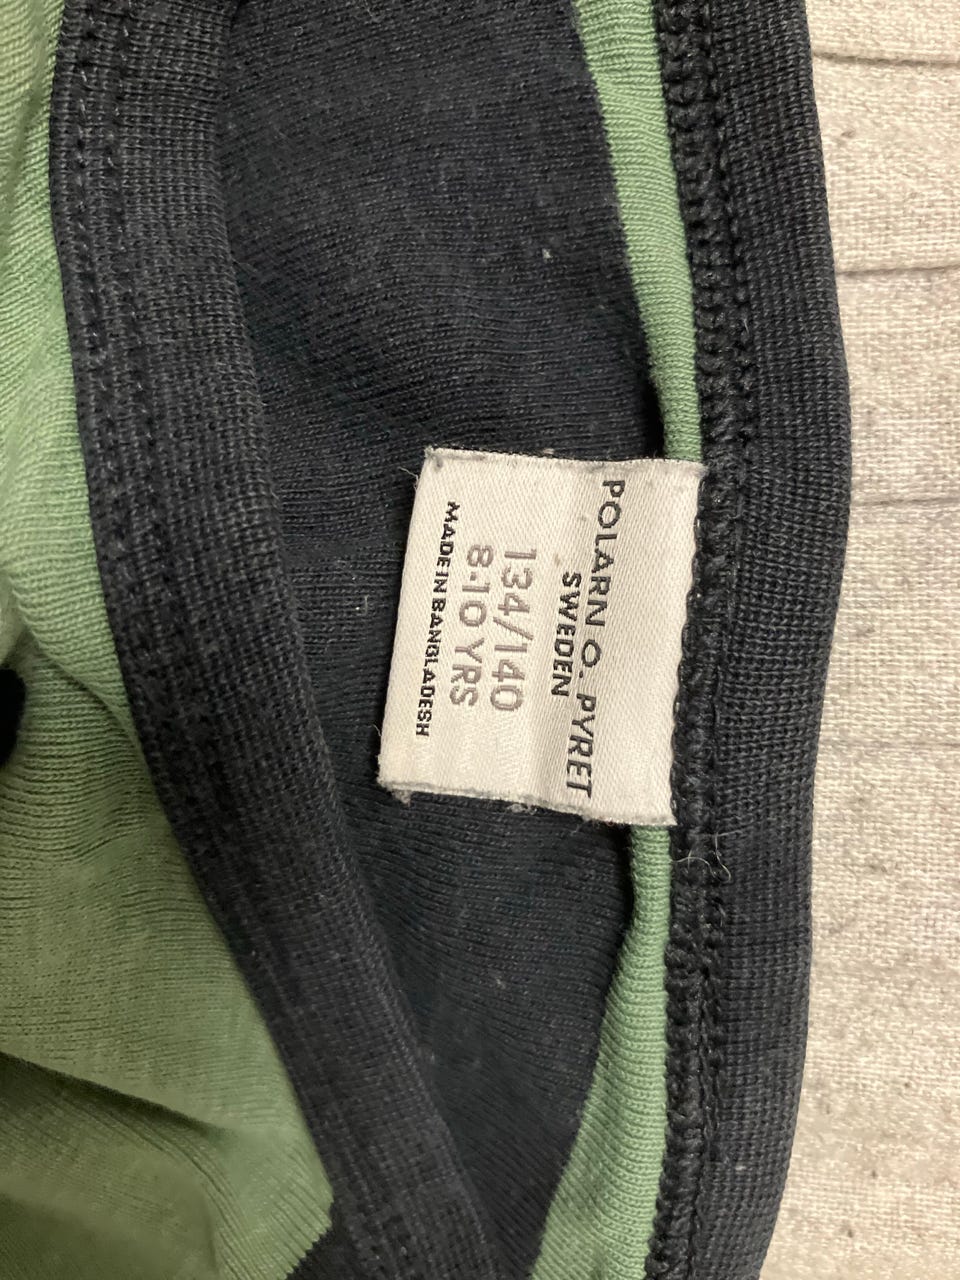 POLARN O. PYRET
SWEDEN
134/140
8-10 YRS
MADE IN BANGLADESH